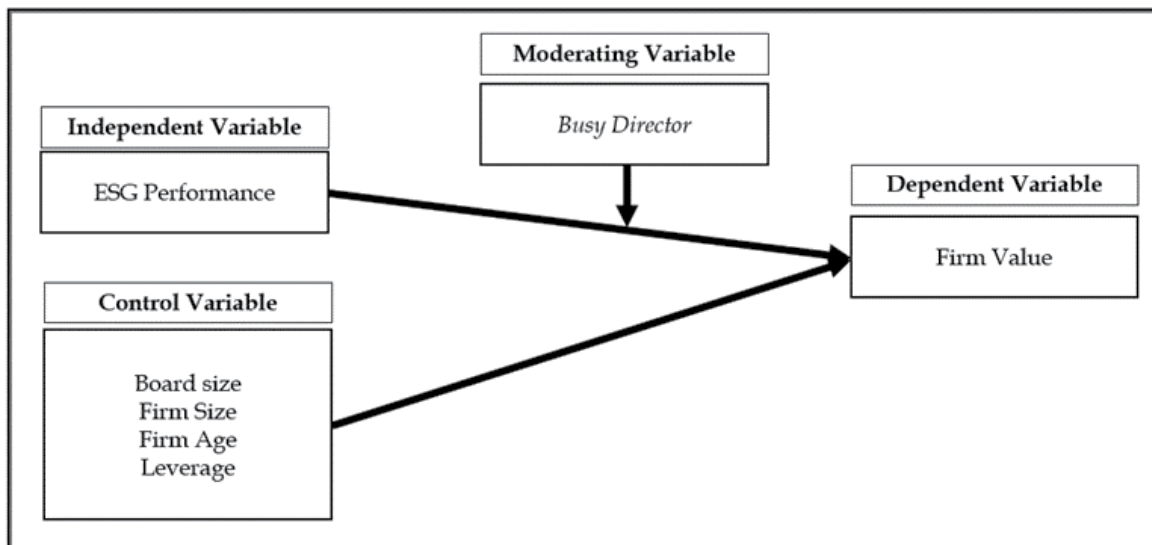 Moderating Variable
Busy Director
Independent Variable
ESG Performance
Dependent Variable
Firm Value
Control Variable
Board size
Firm Size
Firm Age
Leverage